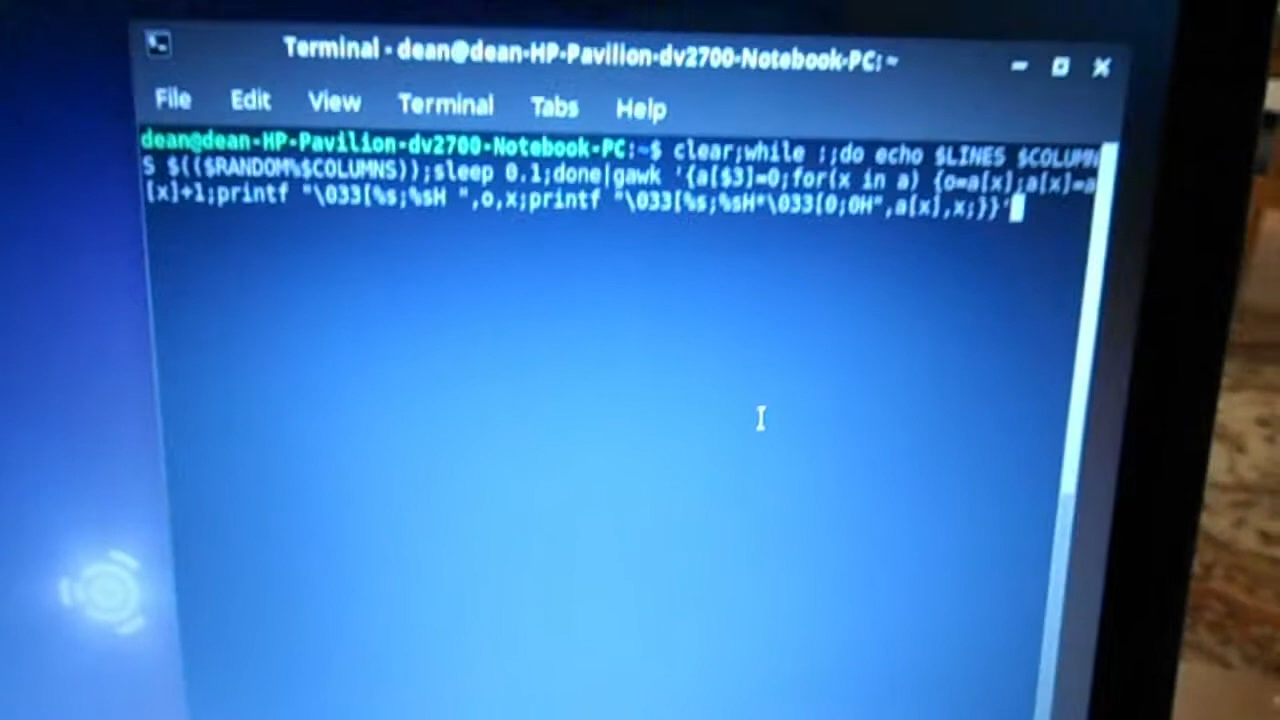 Terminal - dean@dean-HP-Pavilion-dv2700-Notebook-PC: ~
File Edit View Terminal Tabs Help
dean@dean-HP-Pavilion-dv2700-Notebook-PC:~$ clear;while :;do echo $LINES $COLUMN
S $(($RANDOM%$COLUMNS));sleep 0.1;done|gawk '{a[$3]=0;for(x in a) {o=a[x];a[x]=a
[x]+1;printf "\033[%s;%sH ",o,x;printf "\033[%s;%sH*\033[0;0H",a[x],x;}}'